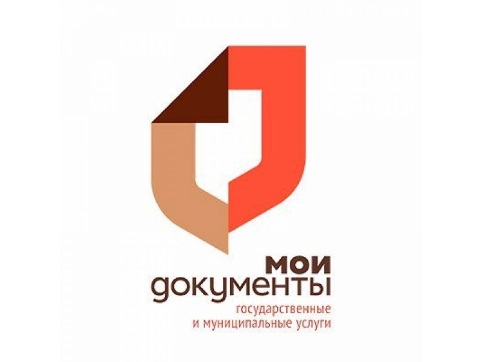 мои
документы
государственные
и муниципальные услуги